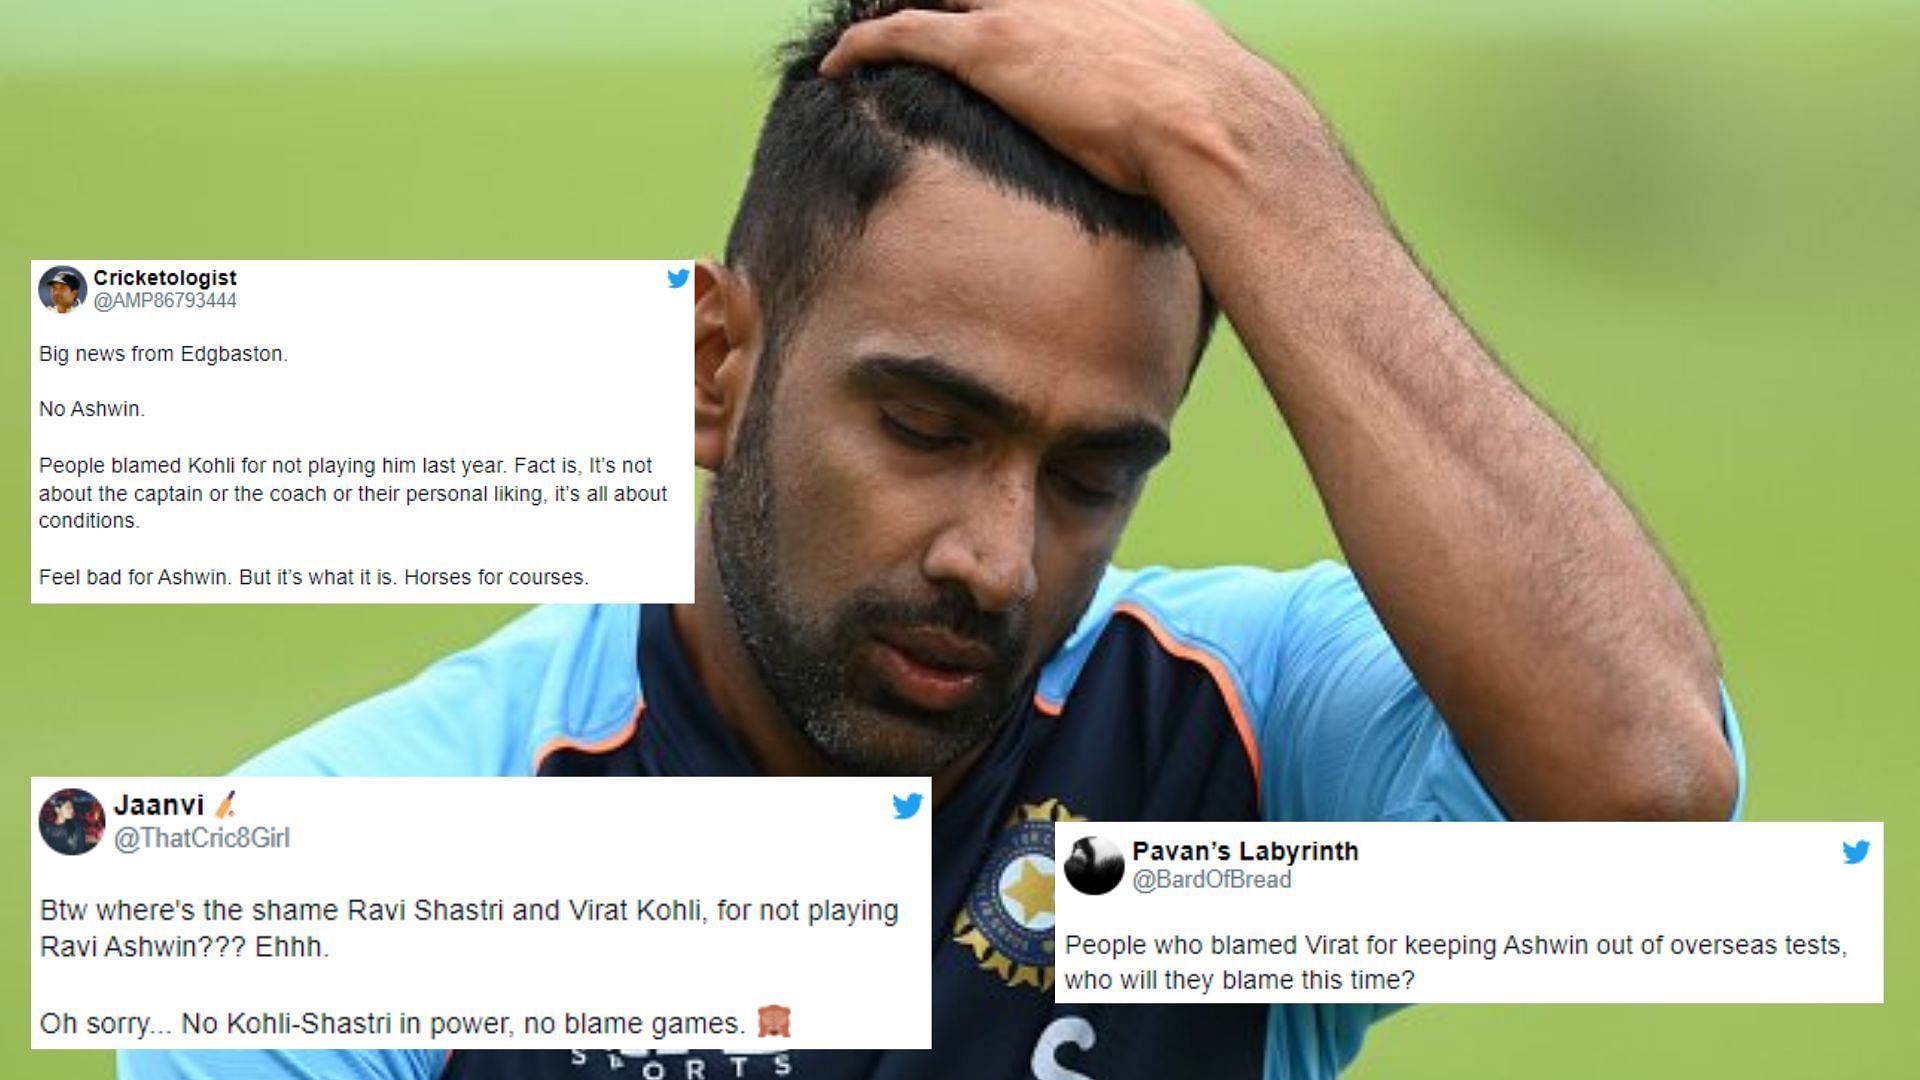 Cricketologist
@AMP86793444
Big news from Edgbaston.
No Ashwin.
People blamed Kohli for not playing him last year. Fact is, It’s not
about the captain or the coach or their personal liking, it’s all about
conditions.
Feel bad for Ashwin. But it’s what it is. Horses for courses.
Jaanvi 🏏
@ThatCric8Girl
Btw where's the shame Ravi Shastri and Virat Kohli, for not playing
Ravi Ashwin??? Ehhh.
Oh sorry... No Kohli-Shastri in power, no blame games. 🙈
Pavan’s Labyrinth
@BardOfBread
People who blamed Virat for keeping Ashwin out of overseas tests,
who will they blame this time?
SPORTS